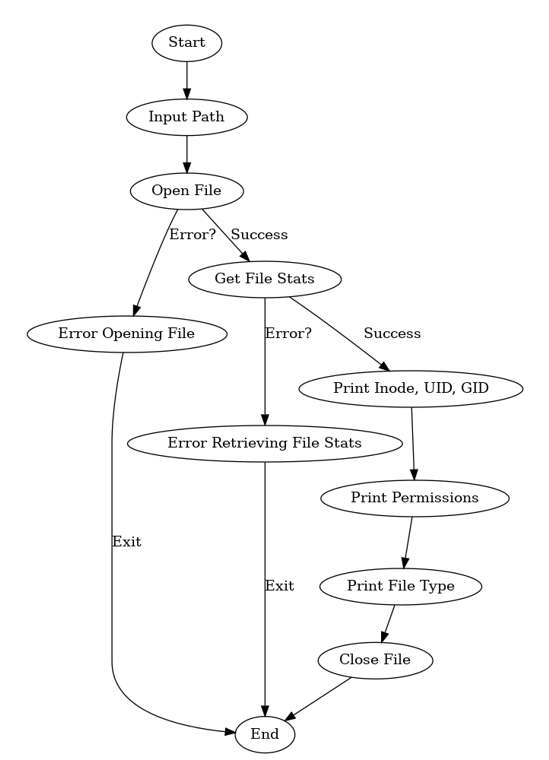 Start
Input Path
Open File
Error?
Success
Get File Stats
Error Opening File
Error?
Success
Print Inode, UID, GID
Error Retrieving File Stats
Print Permissions
Exit
Exit
Print File Type
Close File
End